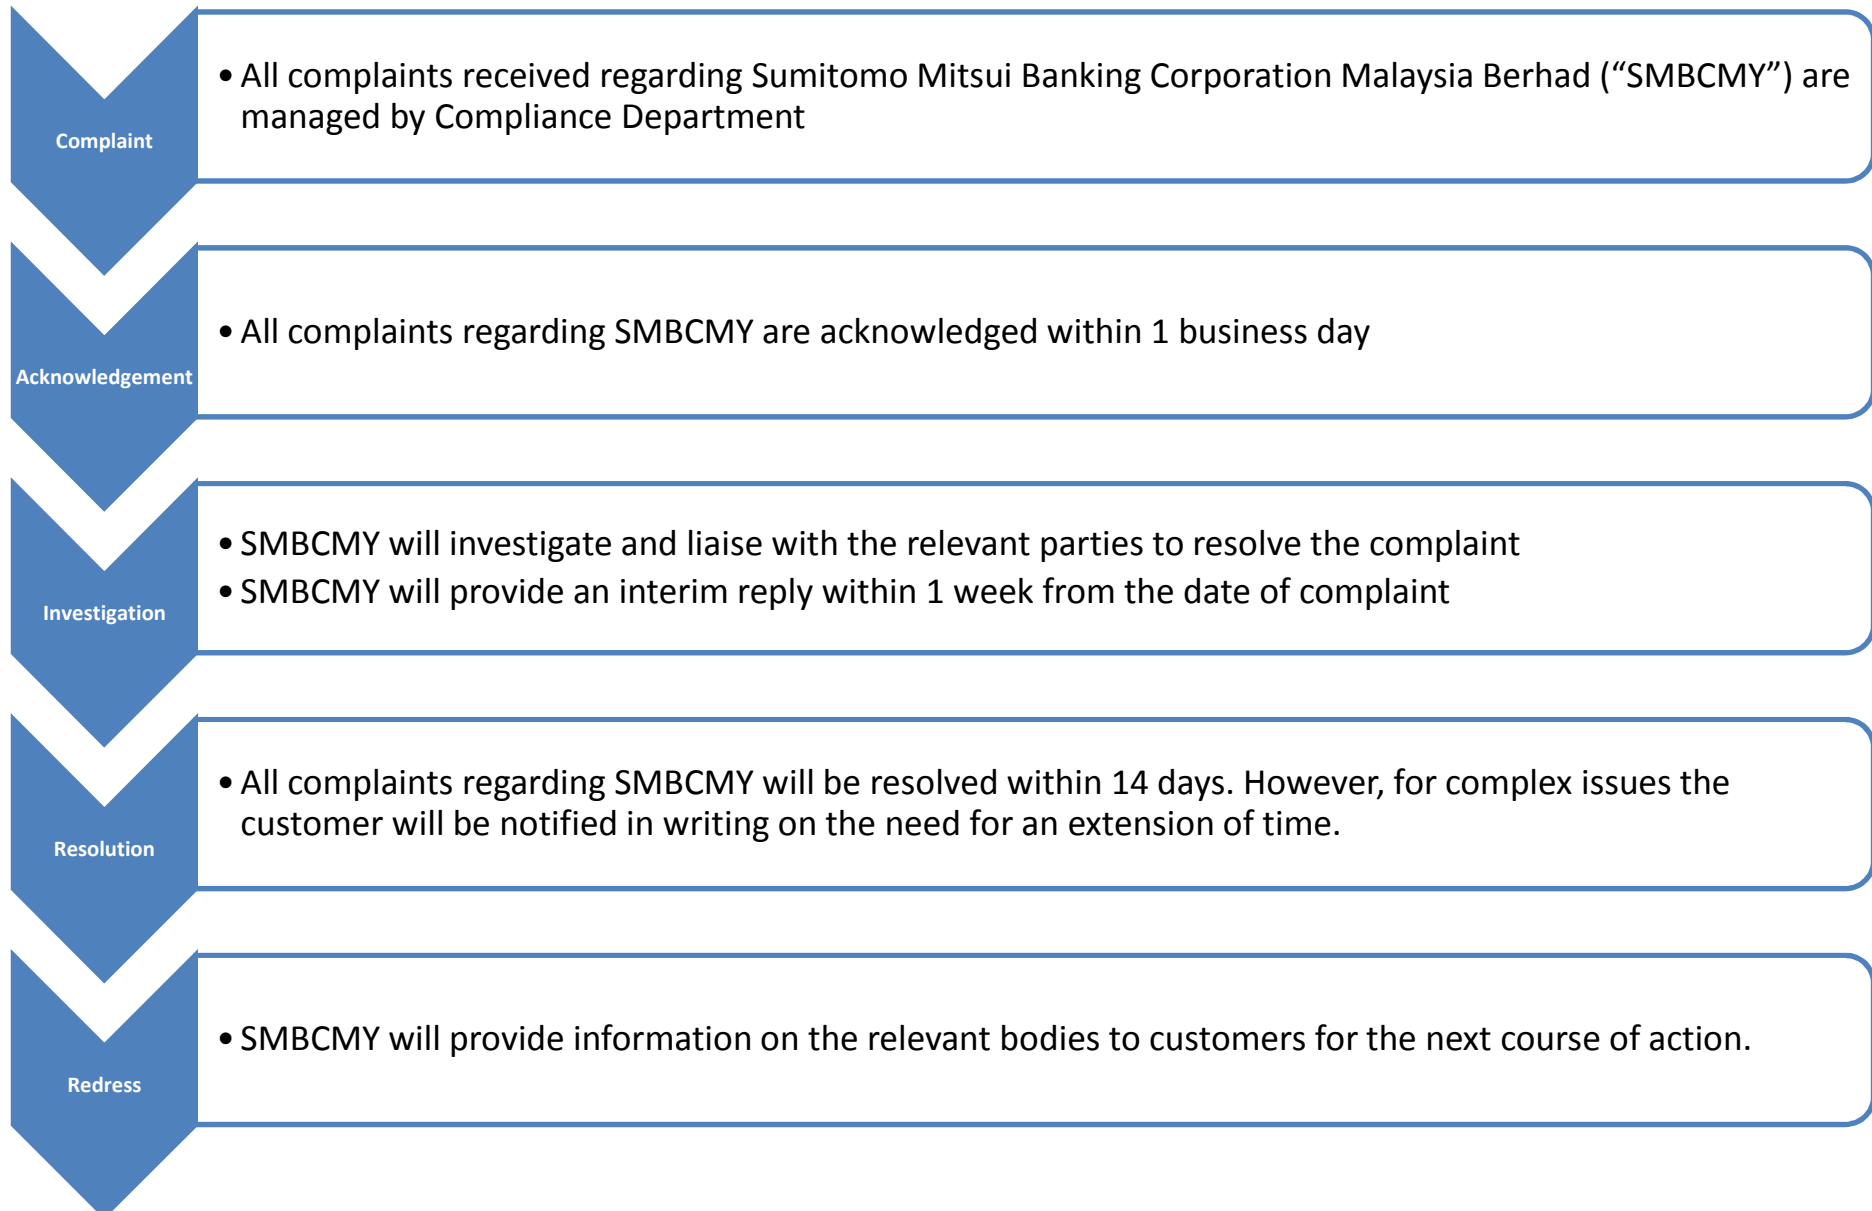 Complaint
• All complaints received regarding Sumitomo Mitsui Banking Corporation Malaysia Berhad (“SMBCMY”) are
managed by Compliance Department
Acknowledgement
• All complaints regarding SMBCMY are acknowledged within 1 business day
Investigation
• SMBCMY will investigate and liaise with the relevant parties to resolve the complaint
• SMBCMY will provide an interim reply within 1 week from the date of complaint
Resolution
• All complaints regarding SMBCMY will be resolved within 14 days. However, for complex issues the
customer will be notified in writing on the need for an extension of time.
Redress
• SMBCMY will provide information on the relevant bodies to customers for the next course of action.